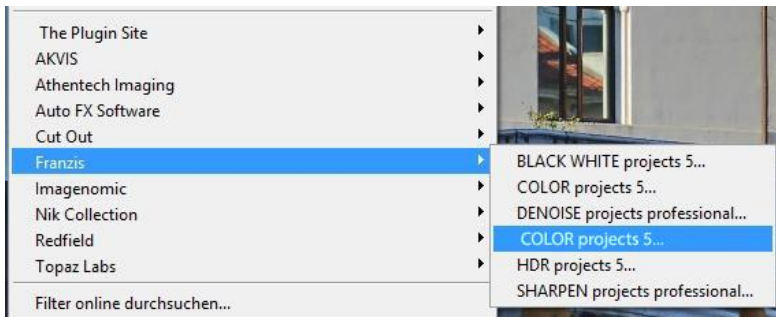 The Plugin Site
AKVIS
Athentech Imaging
Auto FX Software
Cut Out
Franzis
Imagenomic
Nik Collection
Redfield
Topaz Labs
Filter online durchsuchen...
BLACK WHITE projects 5...
COLOR projects 5...
DENOISE projects professional...
COLOR projects 5...
HDR projects 5...
SHARPEN projects professional...